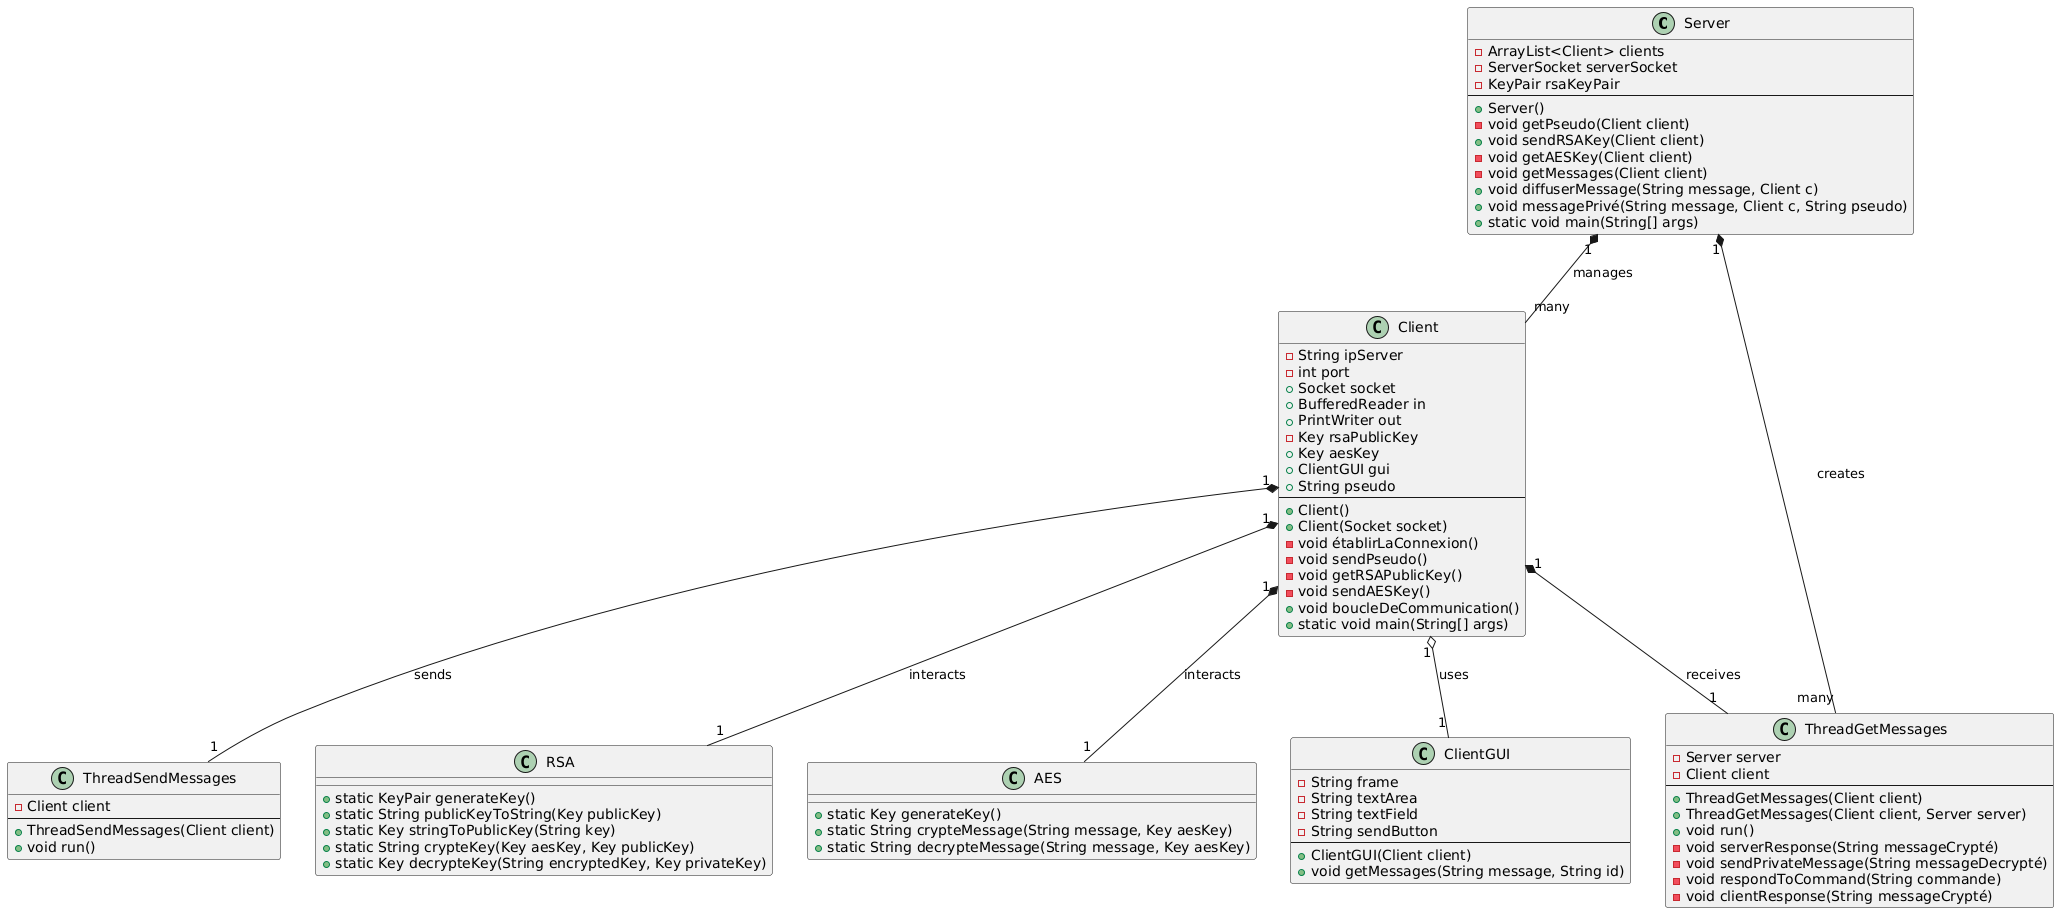 C Server
ArrayList<Client> clients
ServerSocket serverSocket
KeyPair rsaKeyPair
Server()
void getPseudo(Client client)
void sendRSAKey(Client client)
void getAESKey(Client client)
void getMessages(Client client)
void diffuserMessage(String message, Client c)
void messagePrivé(String message, Client c, String pseudo)
static void main(String[] args)
1
1
manages
many
creates
many
C Client
String ipServer
int port
Socket socket
BufferedReader in
PrintWriter out
Key rsaPublicKey
Key aesKey
ClientGUI gui
String pseudo
Client()
Client(Socket socket)
void établirLaConnexion()
void sendPseudo()
void getRSAPublicKey()
void sendAESKey()
void boucleDeCommunication()
static void main(String[] args)
1
1
1
1
1
sends
interacts
interacts
uses
receives
1
1
1
1
1
C ThreadSendMessages
Client client
ThreadSendMessages(Client client)
void run()
C RSA
static KeyPair generateKey()
static String publicKeyToString(Key publicKey)
static Key stringToPublicKey(String key)
static String crypteKey(Key aesKey, Key publicKey)
static Key decrypteKey(String encryptedKey, Key privateKey)
C AES
static Key generateKey()
static String crypteMessage(String message, Key aesKey)
static String decrypteMessage(String message, Key aesKey)
C ClientGUI
String frame
String textArea
String textField
String sendButton
ClientGUI(Client client)
void getMessages(String message, String id)
C ThreadGetMessages
Server server
Client client
ThreadGetMessages(Client client)
ThreadGetMessages(Client client, Server server)
void run()
void serverResponse(String messageCrypté)
void sendPrivateMessage(String messageDecrypté)
void respondToCommand(String commande)
void clientResponse(String messageCrypté)